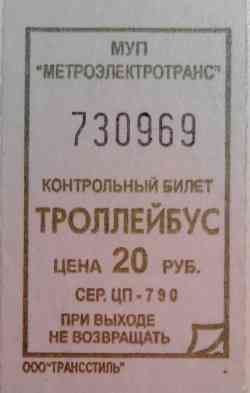 МУП
"МЕТРОЭЛЕКТРОТРАНС"
730969
КОНТРОЛЬНЫЙ БИЛЕТ
ТРОЛЛЕЙБУС
ЦЕНА 20 РУБ.
СЕР. ЦП - 790
ПРИ ВЫХОДЕ
НЕ ВОЗВРАЩАТЬ
ООО"ТРАНССТИЛЬ"